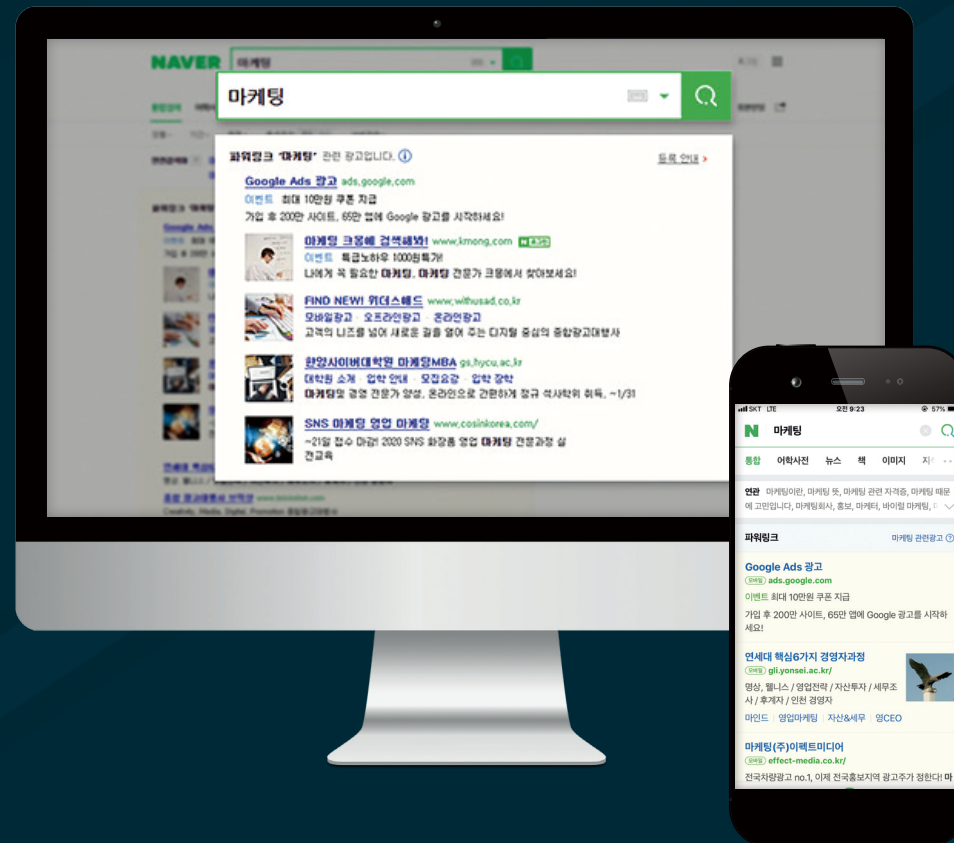 NAVER 마케팅
마케팅
파워링크 '마케팅' 관련 광고입니다.
등록 안내 >
Google Ads 광고 ads.google.com
이벤트 최대 10만원 쿠폰 지급
가입 후 200만 사이트, 65만 앱에 Google 광고를 시작하세요!
마케팅 크몽에 검색해봐! www.kmong.com
이벤트 특급노하우 1000원특가!
나에게 꼭 필요한 마케팅, 마케팅 전문가 크몽에서 찾아보세요!
FIND NEW! 위더스애드 www.withusad.co.kr
모바일광고 · 오프라인광고 · 온라인광고
고객의 니즈를 넘어 새로운 길을 열어 주는 디지털 중심의 종합광고대행사
한양사이버대학원 마케팅MBA gs.hycu.ac.kr
대학원 소개 · 입학 안내 · 모집요강 · 입학 장학
마케팅및 경영 전문가 양성, 온라인으로 간편하게 정규 석사학위 취득, ~1/31
SNS 마케팅 영업 마케팅 www.cosinkorea.com/
~21일 접수 마감! 2020 SNS 화장품 영업 마케팅 전문과정 실
전교육
Creativity, Media, Digital, Promotion 종합광고대행사
SKT LTE 오전 9:23 57%
N 마케팅
통합 어학사전 뉴스 책 이미지
연관 마케팅이란, 마케팅 뜻, 마케팅 관련 자격증, 마케팅 때문
에 고민입니다, 마케팅회사, 홍보, 마케터, 바이럴 마케팅,
파워링크 마케팅 관련광고
Google Ads 광고
모바일 ads.google.com
이벤트 최대 10만원 쿠폰 지급
가입 후 200만 사이트, 65만 앱에 Google 광고를 시작하
세요!
연세대 핵심6가지 경영자과정
모바일 gli.yonsei.ac.kr/
명상, 웰니스 / 영업전략 / 자산투자 / 세무조
사 / 후계자 / 인천 경영자
마인드 영업마케팅 자산&세무 영CEO
마케팅(주)이펙트미디어
모바일 effect-media.co.kr/
전국차량광고 no.1, 이제 전국홍보지역 광고주가 정한다! 마